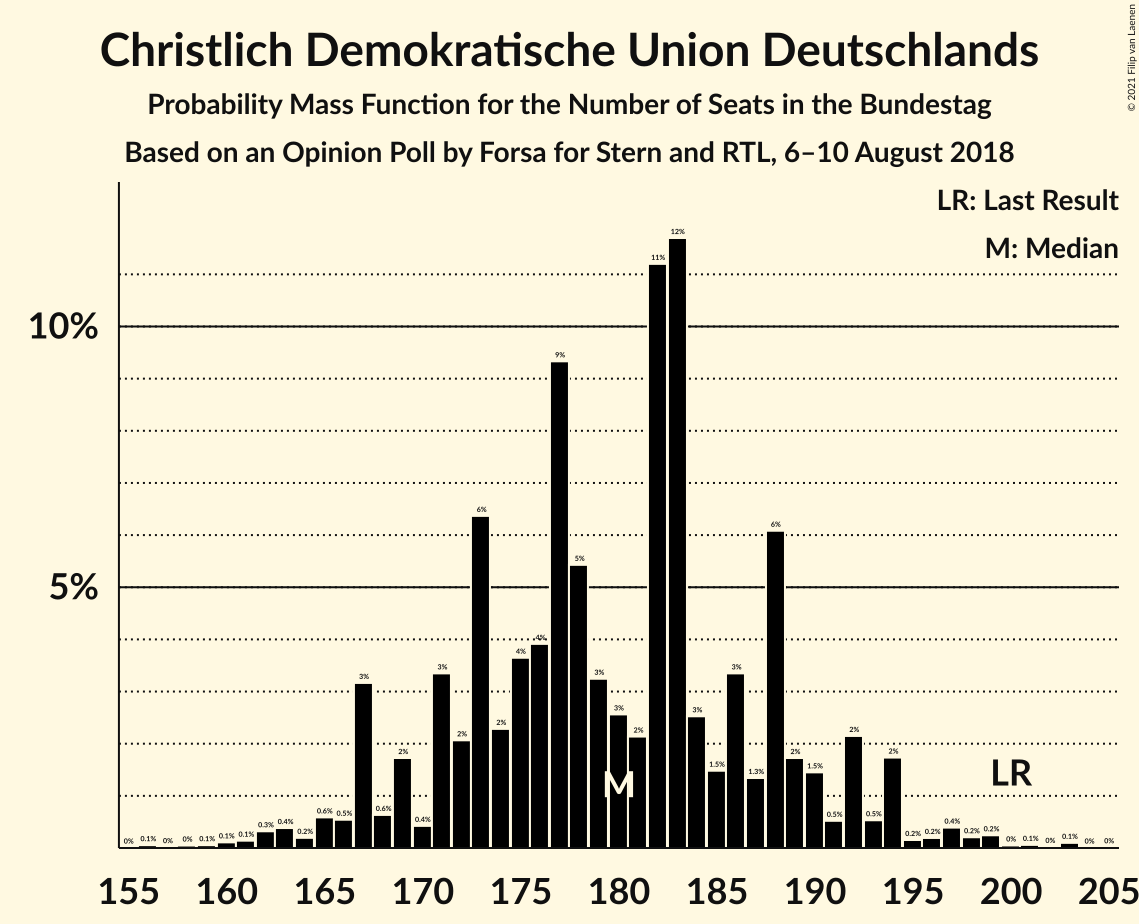 Christlich Demokratische Union Deutschlands
Probability Mass Function for the Number of Seats in the Bundestag
Based on an Opinion Poll by Forsa for Stern and RTL, 6–10 August 2018
© 2021 Filip van Laenen
LR: Last Result
M: Median
10%
5%
0% 0.1% 0% 0% 0.1% 0.1% 0.1% 0.3% 0.4% 0.2% 0.6% 0.5% 3% 0.6% 2% 0.4% 3% 2% 6% 2% 4% 4% 9% 5% 3% 3% 2% 11% 12% 3% 1.5% 3% 1.3% 6% 2% 1.5% 0.5% 2% 0.5% 2% 0.2% 0.2% 0.4% 0.2% 0.2% 0% 0.1% 0% 0.1% 0% 0%
M
LR
155 160 165 170 175 180 185 190 195 200 205